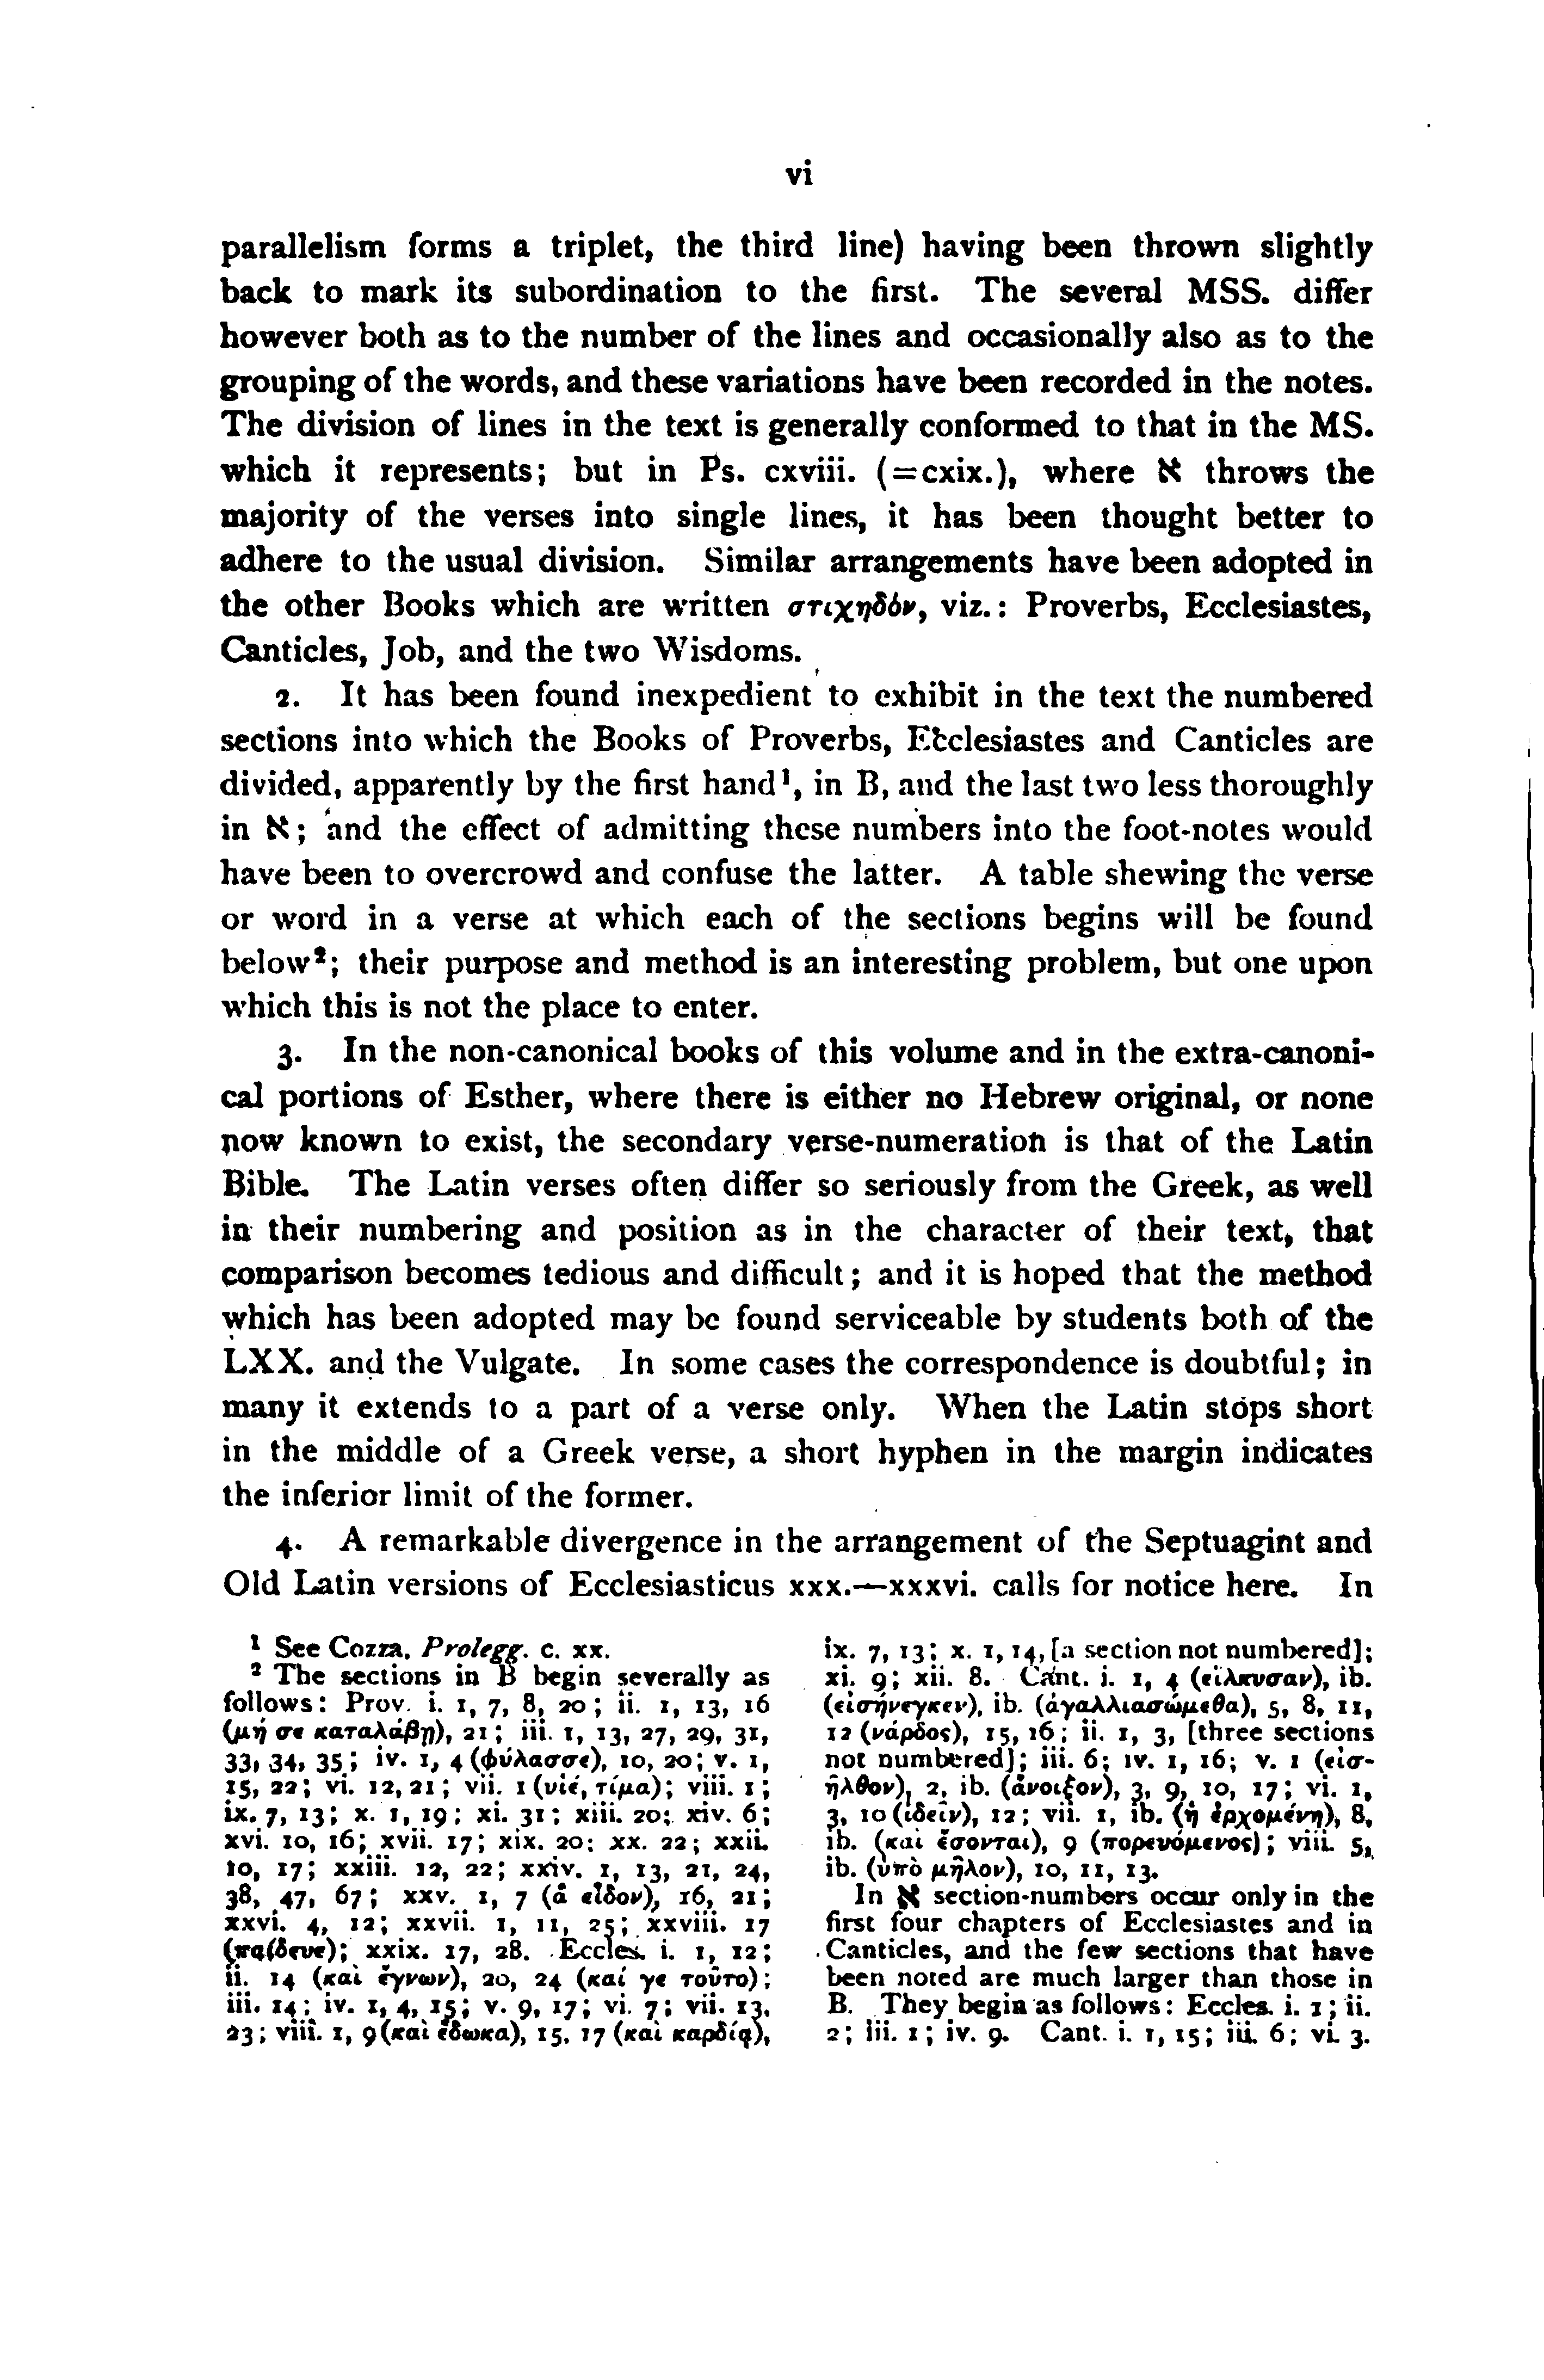 vi
parallelism forms a triplet, the third line) having been thrown slightly
back to mark its subordination to the first. The several MSS. differ
however both as to the number of the lines and occasionally also as to the
grouping of the words, and these variations have been recorded in the notes.
The division of lines in the text is generally conformed to that in the MS.
which it represents; but in Ps. cxviii. (=cxix.), where א throws the
majority of the verses into single lines, it has been thought better to
adhere to the usual division. Similar arrangements have been adopted in
the other Books which are written στιχηδόν, viz.: Proverbs, Ecclesiastes,
Canticles, Job, and the two Wisdoms.
2. It has been found inexpedient to exhibit in the text the numbered
sections into which the Books of Proverbs, Ecclesiastes and Canticles are
divided, apparently by the first hand¹, in B, and the last two less thoroughly
in א; and the effect of admitting these numbers into the foot-notes would
have been to overcrowd and confuse the latter. A table shewing the verse
or word in a verse at which each of the sections begins will be found
below²; their purpose and method is an interesting problem, but one upon
which this is not the place to enter.
3. In the non-canonical books of this volume and in the extra-canoni-
cal portions of Esther, where there is either no Hebrew original, or none
now known to exist, the secondary verse-numeration is that of the Latin
Bible. The Latin verses often differ so seriously from the Greek, as well
in their numbering and position as in the character of their text, that
comparison becomes tedious and difficult; and it is hoped that the method
which has been adopted may be found serviceable by students both of the
LXX. and the Vulgate. In some cases the correspondence is doubtful; in
many it extends to a part of a verse only. When the Latin stops short
in the middle of a Greek verse, a short hyphen in the margin indicates
the inferior limit of the former.
4. A remarkable divergence in the arrangement of the Septuagint and
Old Latin versions of Ecclesiasticus xxx.—xxxvi. calls for notice here. In
¹ See Cozza, Prolegg. c. xx.
² The sections in B begin severally as
follows: Prov. i. 1, 7, 8, 20; ii. 1, 13, 16
(μή σε καταλάβῃ), 21; iii. 1, 13, 27, 29, 31,
33, 34, 35; iv. 1, 4 (φύλασσε), 10, 20; v. 1,
15, 22; vi. 12, 21; vii. 1 (υἱέ, τίμα); viii. 1;
ix. 7, 13; x. 1, 19; xi. 31; xiii. 20; xiv. 6;
xvi. 10, 16; xvii. 17; xix. 20; xx. 22; xxii.
10, 17; xxiii. 12, 22; xxiv. 1, 13, 21, 24,
38, 47, 67; xxv. 1, 7 (ἃ εἶδον), 16, 21;
xxvi. 4, 12; xxvii. 1, 11, 25; xxviii. 17
(παίδευε); xxix. 17, 28. Eccles. i. 1, 12;
ii. 14 (καὶ ἔγνων), 20, 24 (καί γε τοῦτο);
iii. 14; iv. 1, 4, 15; v. 9, 17; vi. 7; vii. 13,
23; viii. 1, 9 (καὶ ἔδωκα), 15, 17 (καὶ καρδίᾳ),
ix. 7, 13; x. 1, 14, [a section not numbered];
xi. 9; xii. 8. Cant. i. 1, 4 (εἵλκυσαν), ib.
(εἰσήνεγκεν), ib. (ἀγαλλιασώμεθα), 5, 8, 11,
12 (νάρδος), 15, 16; ii. 1, 3, [three sections
not numbered]; iii. 6; iv. 1, 16; v. 1 (εἰσ-
ῆλθον), 2, ib. (ἄνοιξον), 3, 9, 10, 17; vi. 1,
3, 10 (ἰδεῖν), 12; vii. 1, ib. (ἡ ἐρχομένη), 8,
ib. (καὶ ἔσονται), 9 (πορευόμενος); viii. 5,
ib. (ὑπὸ μῆλον), 10, 11, 13.
In א section-numbers occur only in the
first four chapters of Ecclesiastes and in
Canticles, and the few sections that have
been noted are much larger than those in
B. They begin as follows: Eccles. i. 1; ii.
2; iii. 1; iv. 9. Cant. i. 1, 15; iii. 6; vi. 3.